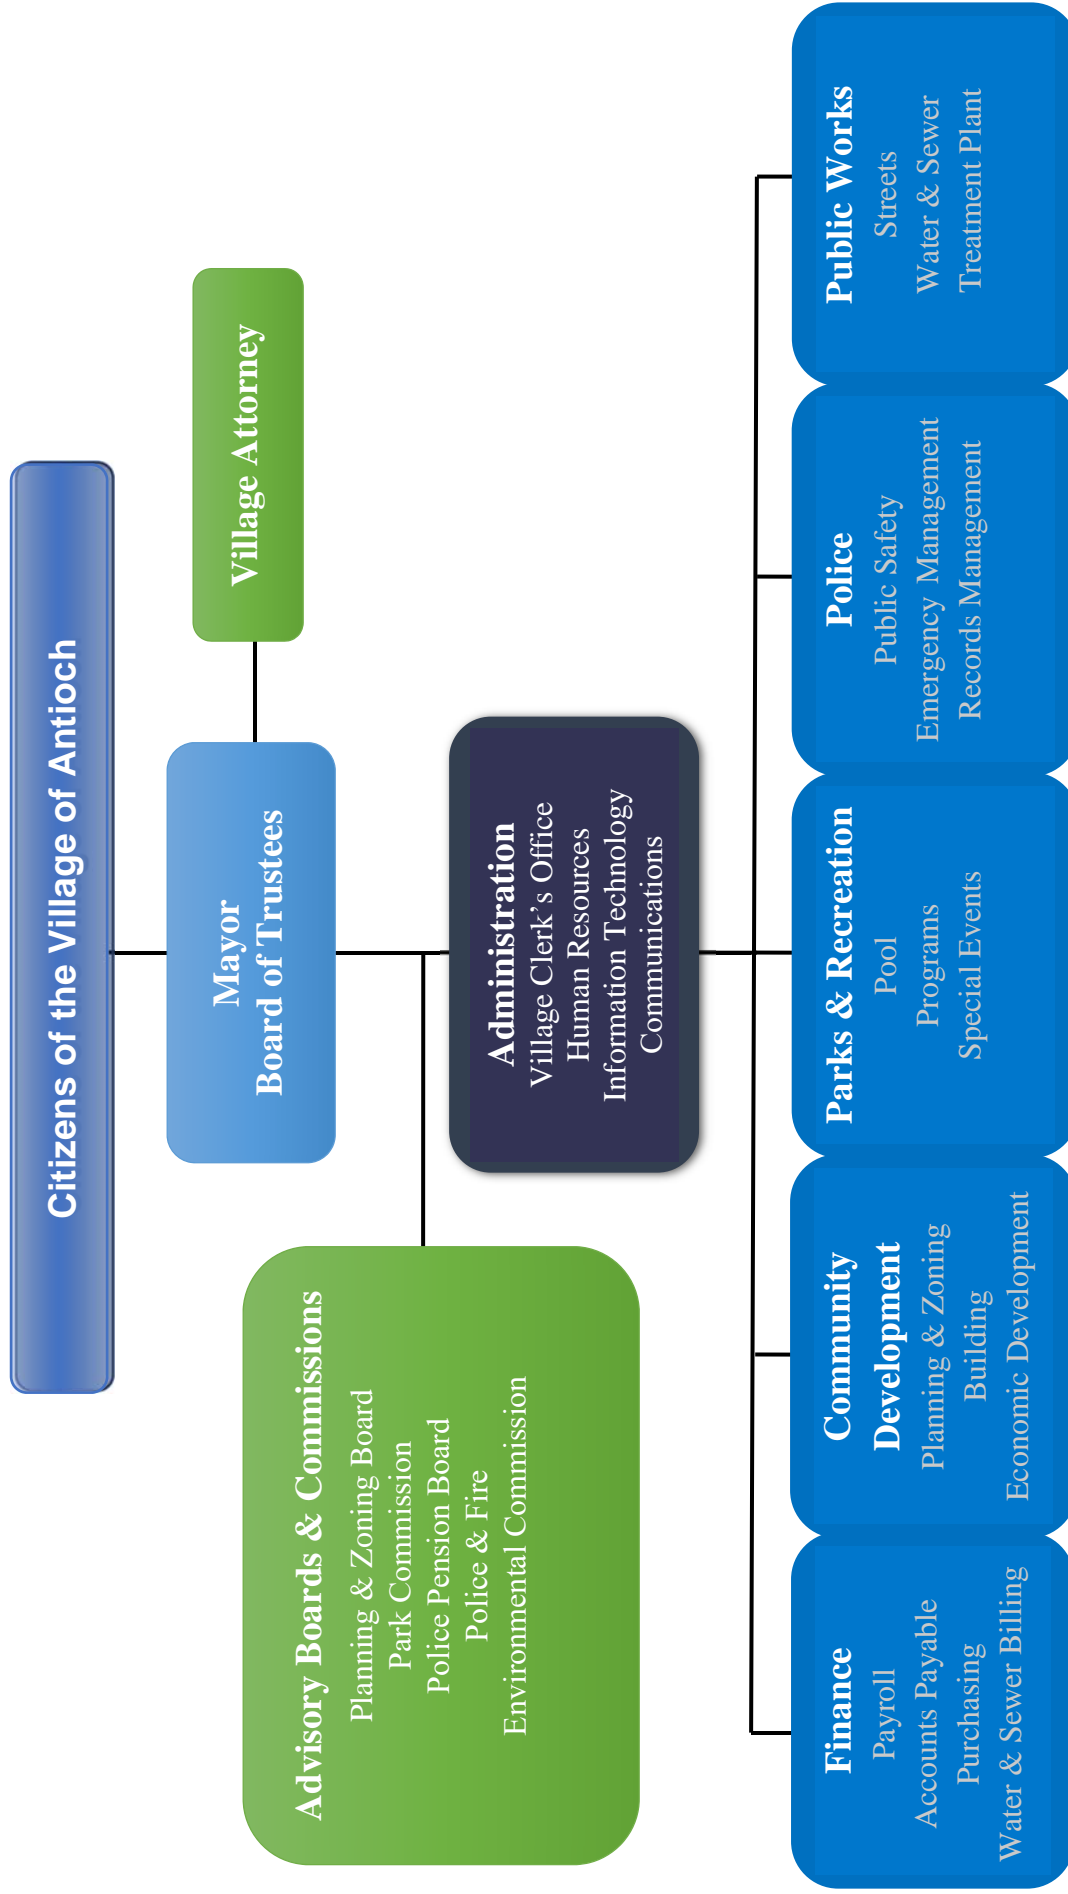 Citizens of the Village of Antioch
Mayor
Board of Trustees
Village Attorney
Advisory Boards & Commissions
Planning & Zoning Board
Park Commission
Police Pension Board
Police & Fire
Environmental Commission
Administration
Village Clerk’s Office
Human Resources
Information Technology
Communications
Finance
Payroll
Accounts Payable
Purchasing
Water & Sewer Billing
Community
Development
Planning & Zoning
Building
Economic Development
Parks & Recreation
Pool
Programs
Special Events
Police
Public Safety
Emergency Management
Records Management
Public Works
Streets
Water & Sewer
Treatment Plant